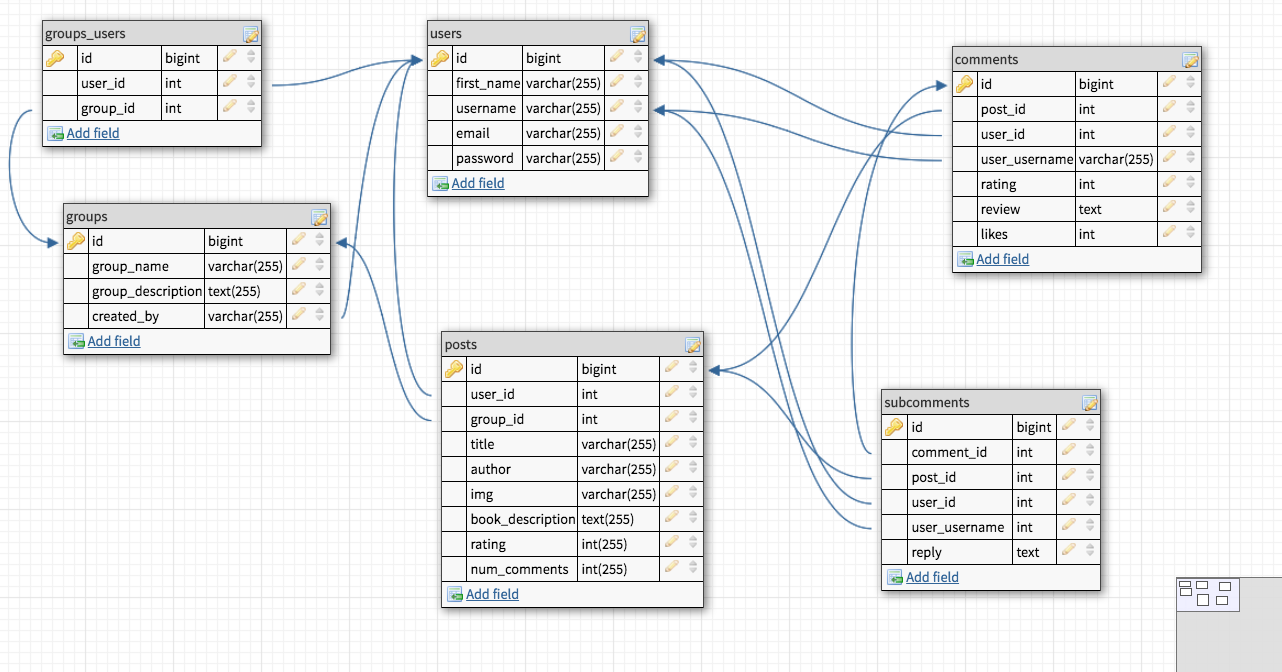 groups_users
id bigint
user_id int
group_id int
Add field
users
id bigint
first_name varchar(255)
username varchar(255)
email varchar(255)
password varchar(255)
Add field
comments
id bigint
post_id int
user_id int
user_username varchar(255)
rating int
review text
likes int
Add field
groups
id bigint
group_name varchar(255)
group_description text(255)
created_by varchar(255)
Add field
posts
id bigint
user_id int
group_id int
title varchar(255)
author varchar(255)
img varchar(255)
book_description text(255)
rating int(255)
num_comments int(255)
Add field
subcomments
id bigint
comment_id int
post_id int
user_id int
user_username int
reply text
Add field